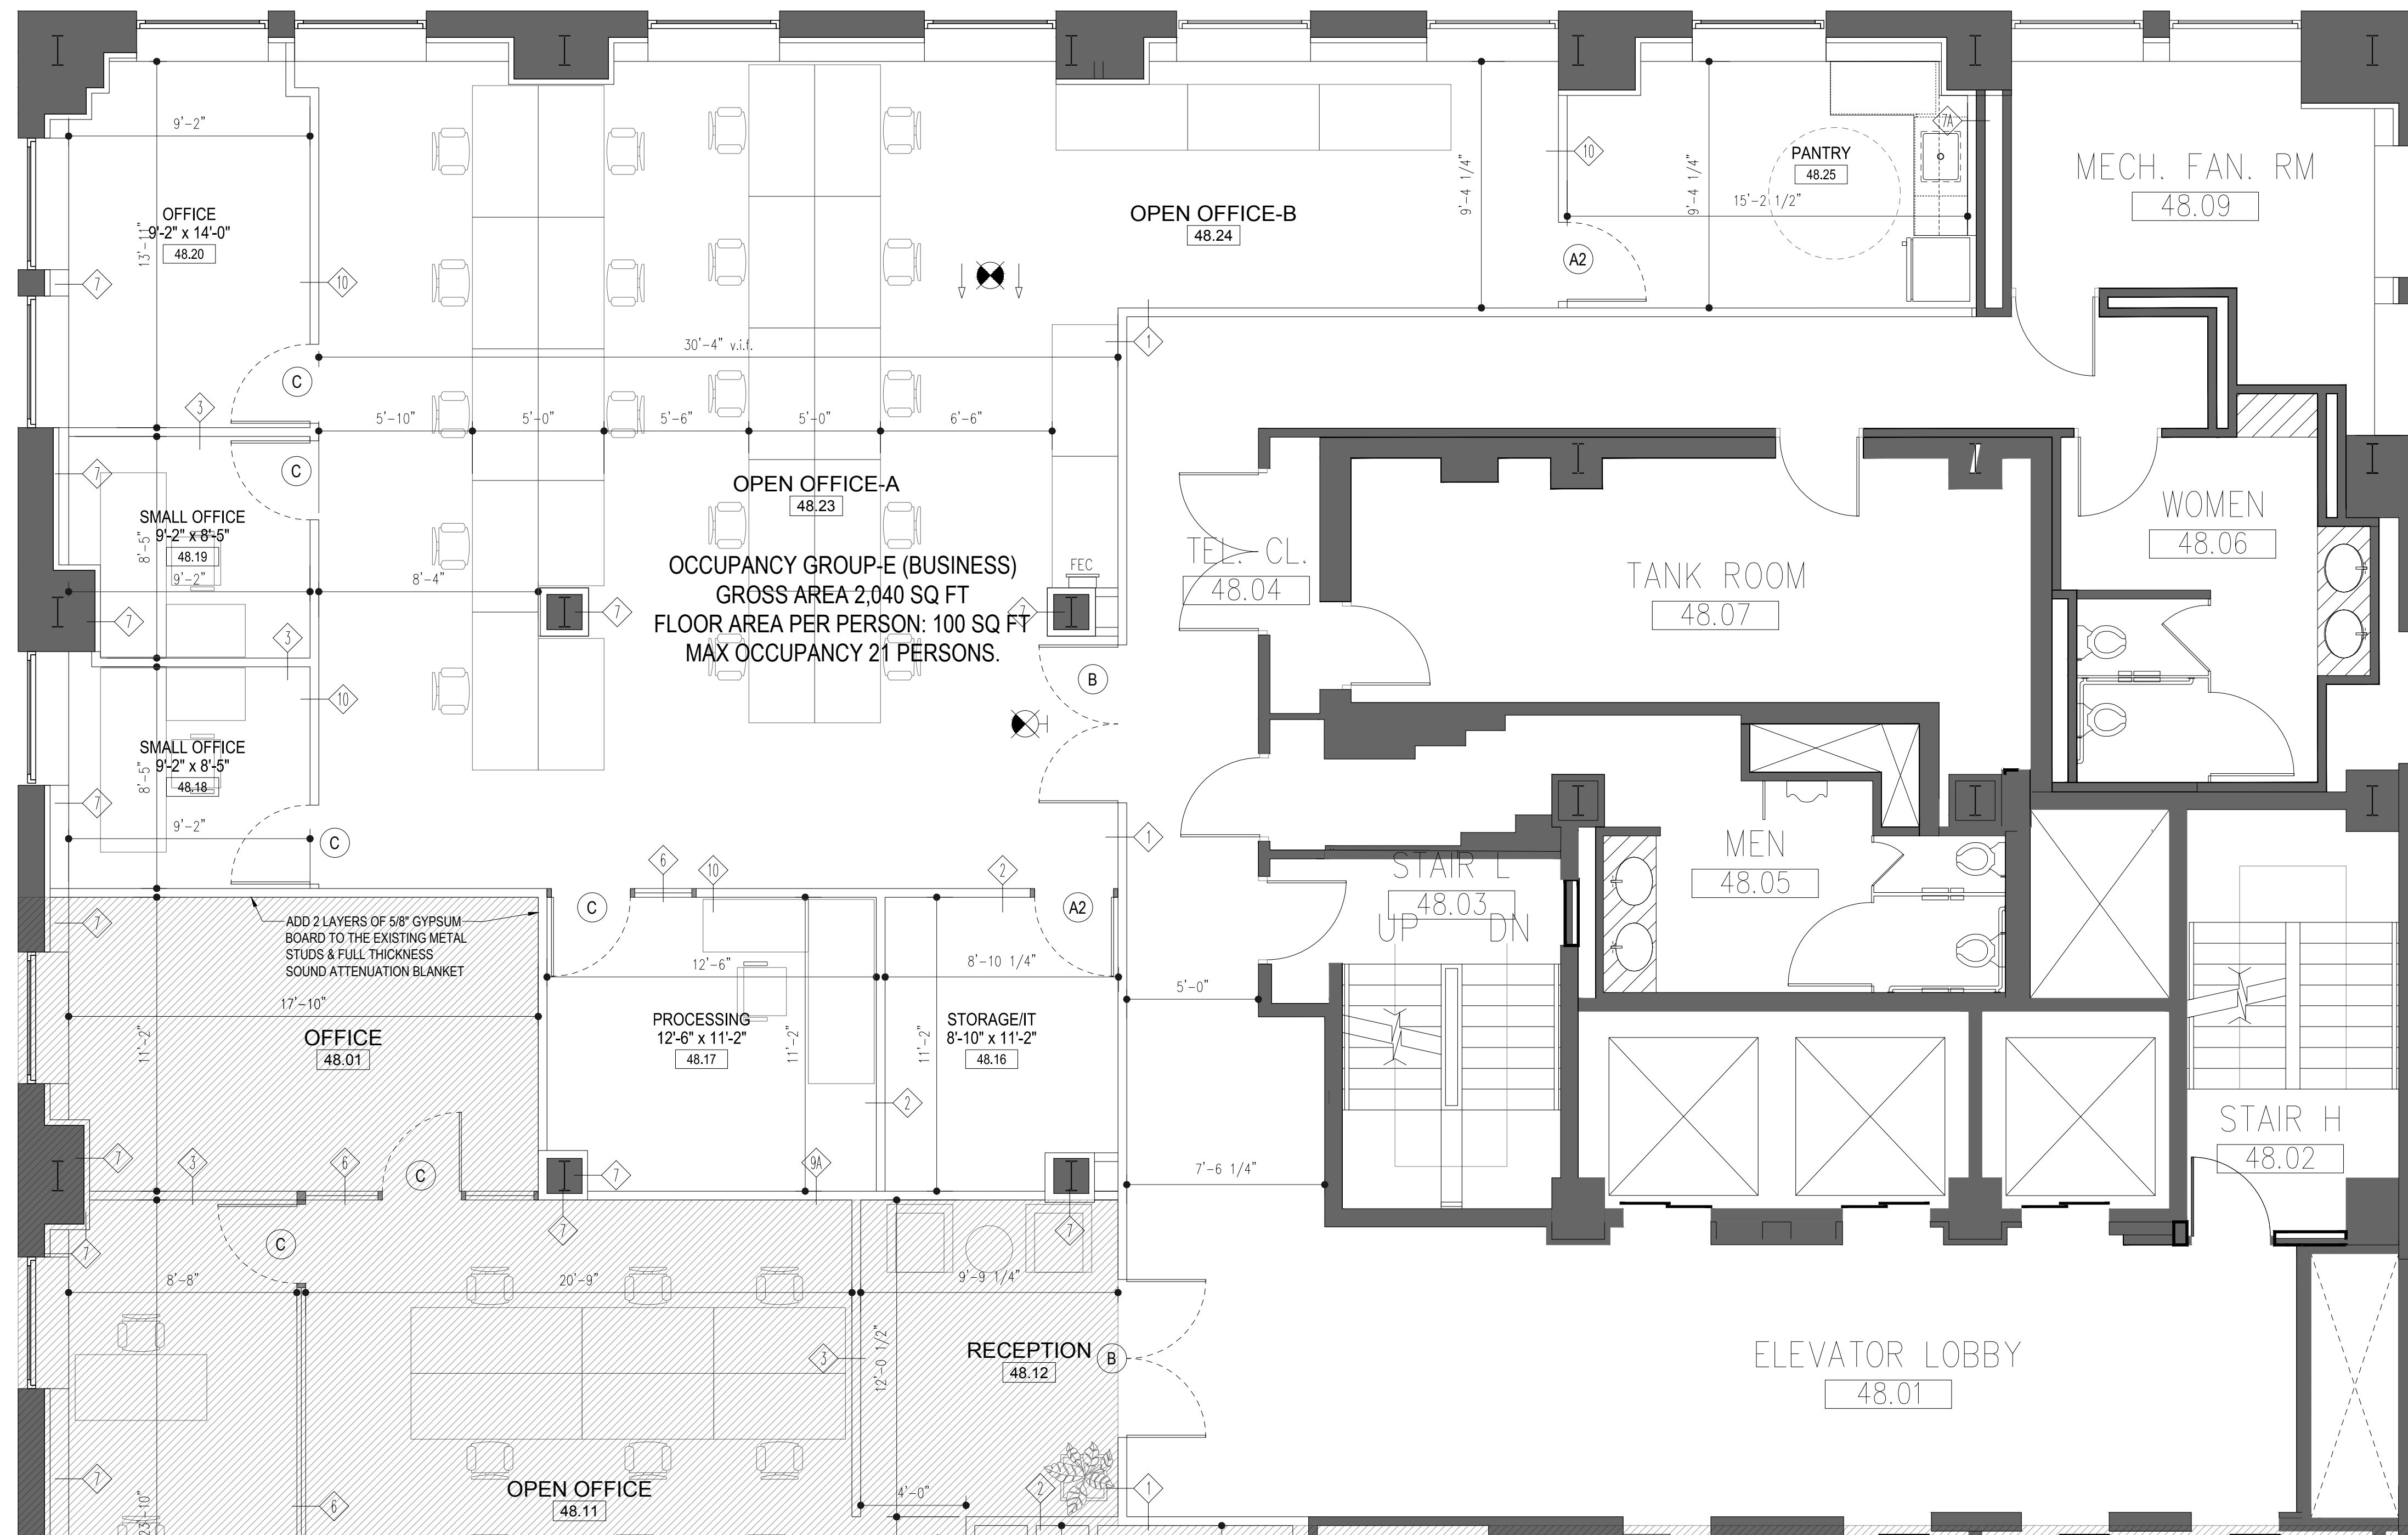 9'-2"
OFFICE
9'-2" x 14'-0"
48.20
13'-11"
7
10
C
3
C
7
SMALL OFFICE
9'-2" x 8'-5"
48.19
8'-5"
9'-2"
7
3
10
SMALL OFFICE
9'-2" x 8'-5"
48.18
8'-5"
7
9'-2"
C
30'-4" v.i.f.
5'-10"
5'-0"
5'-6"
5'-0"
6'-6"
OPEN OFFICE-A
48.23
OCCUPANCY GROUP-E (BUSINESS)
GROSS AREA 2,040 SQ FT
FLOOR AREA PER PERSON: 100 SQ FT
MAX OCCUPANCY 21 PERSONS.
8'-4"
7
FEC
7
B
1
1
OPEN OFFICE-B
48.24
9'-4 1/4"
10
A2
9'-4 1/4"
PANTRY
48.25
15'-2 1/2"
7A
MECH. FAN. RM
48.09
TEL. CL.
48.04
TANK ROOM
48.07
WOMEN
48.06
MEN
48.05
STAIR L
48.03
UP DN
STAIR H
48.02
7
ADD 2 LAYERS OF 5/8" GYPSUM
BOARD TO THE EXISTING METAL
STUDS & FULL THICKNESS
SOUND ATTENUATION BLANKET
17'-10"
OFFICE
48.01
11'-2"
7
3
6
C
C
7
6
10
C
12'-6"
PROCESSING
12'-6" x 11'-2"
48.17
11'-2"
2
2
A2
8'-10 1/4"
STORAGE/IT
8'-10" x 11'-2"
48.16
11'-2"
9A
7
7
7
5'-0"
7'-6 1/4"
8'-8"
20'-9"
9'-9 1/4"
12'-0 1/2"
3
RECEPTION
48.12
B
ELEVATOR LOBBY
48.01
7
6
23'-10"
OPEN OFFICE
48.11
4'-0"
2
1